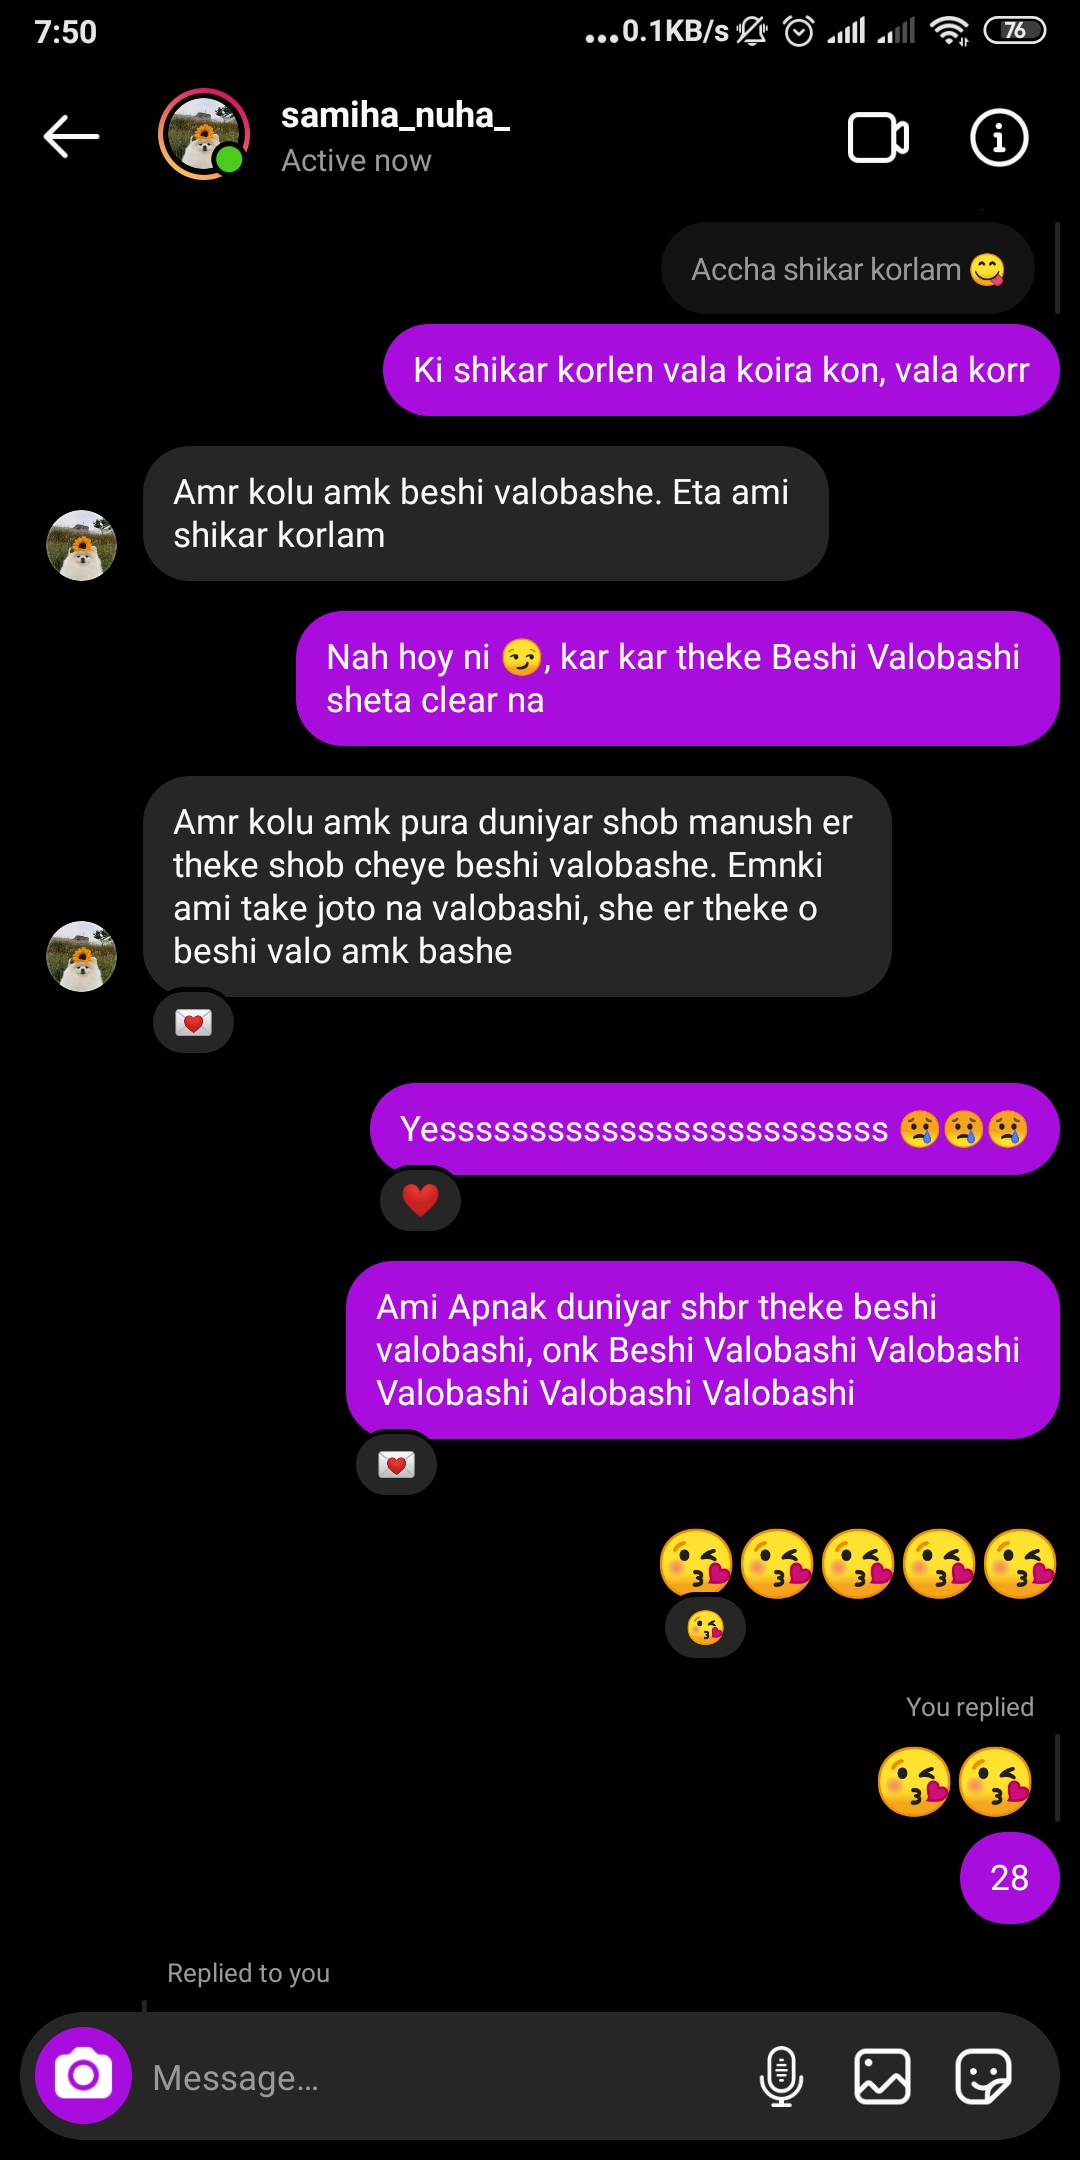 7:50
...0.1KB/s
76
samiha_nuha_
Active now
Accha shikar korlam 😋
Ki shikar korlen vala koira kon, vala korr
Amr kolu amk beshi valobashe. Eta ami
shikar korlam
Nah hoy ni 😏, kar kar theke Beshi Valobashi
sheta clear na
Amr kolu amk pura duniyar shob manush er
theke shob cheye beshi valobashe. Emnki
ami take joto na valobashi, she er theke o
beshi valo amk bashe
💌
Yesssssssssssssssssssssssss 😢😢😢
❤️
Ami Apnak duniyar shbr theke beshi
valobashi, onk Beshi Valobashi Valobashi
Valobashi Valobashi Valobashi
💌
😘😘😘😘😘
😘
You replied
😘😘
28
Replied to you
Message...